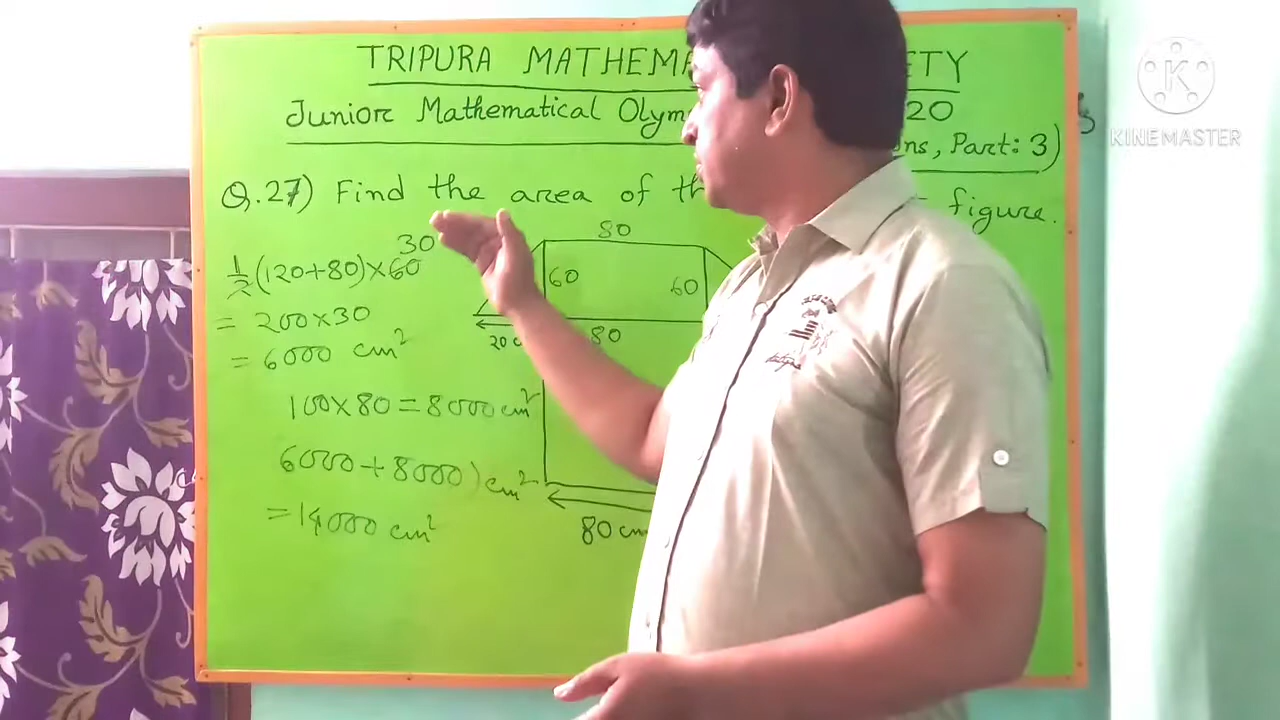 TRIPURA MATHEMA ETY
Junior Mathematical Olym 20
ns, Part: 3)
Q.27) Find the area of th figure.
30
1/2(120+80)×60
= 200×30
= 6000 cm²
100×80=8000cm²
6000+8000)cm²
=14000 cm²
80
60
60
20 c
80
80 cm
K
KINEMASTER